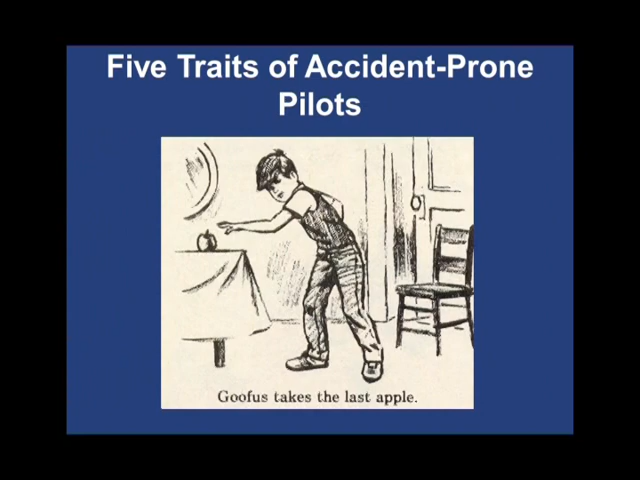 Five Traits of Accident-Prone
Pilots
Goofus takes the last apple.